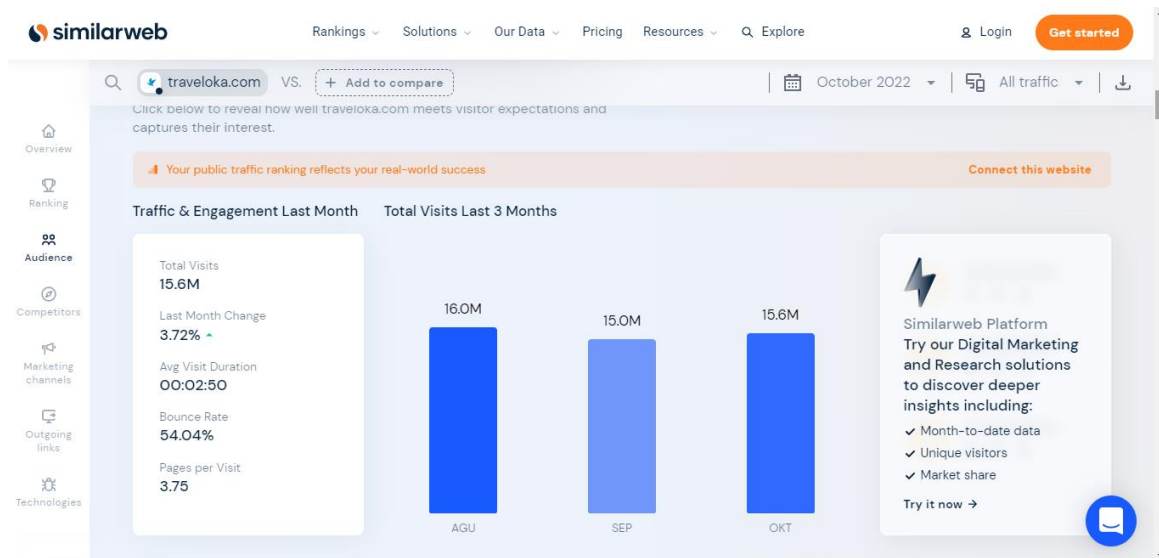 similarweb
Rankings Solutions Our Data Pricing Resources Explore
Login
Get started
traveloka.com VS. + Add to compare
October 2022
All traffic
Click below to reveal how well traveloka.com meets visitor expectations and
captures their interest.
Overview
Ranking
Audience
Competitors
Marketing
channels
Outgoing
links
Technologies
Your public traffic ranking reflects your real-world success
Connect this website
Traffic & Engagement Last Month
Total Visits
15.6M
Last Month Change
3.72%
Avg Visit Duration
00:02:50
Bounce Rate
54.04%
Pages per Visit
3.75
Total Visits Last 3 Months
16.0M
15.0M
15.6M
AGU
SEP
OKT
Similarweb Platform
Try our Digital Marketing
and Research solutions
to discover deeper
insights including:
Month-to-date data
Unique visitors
Market share
Try it now →